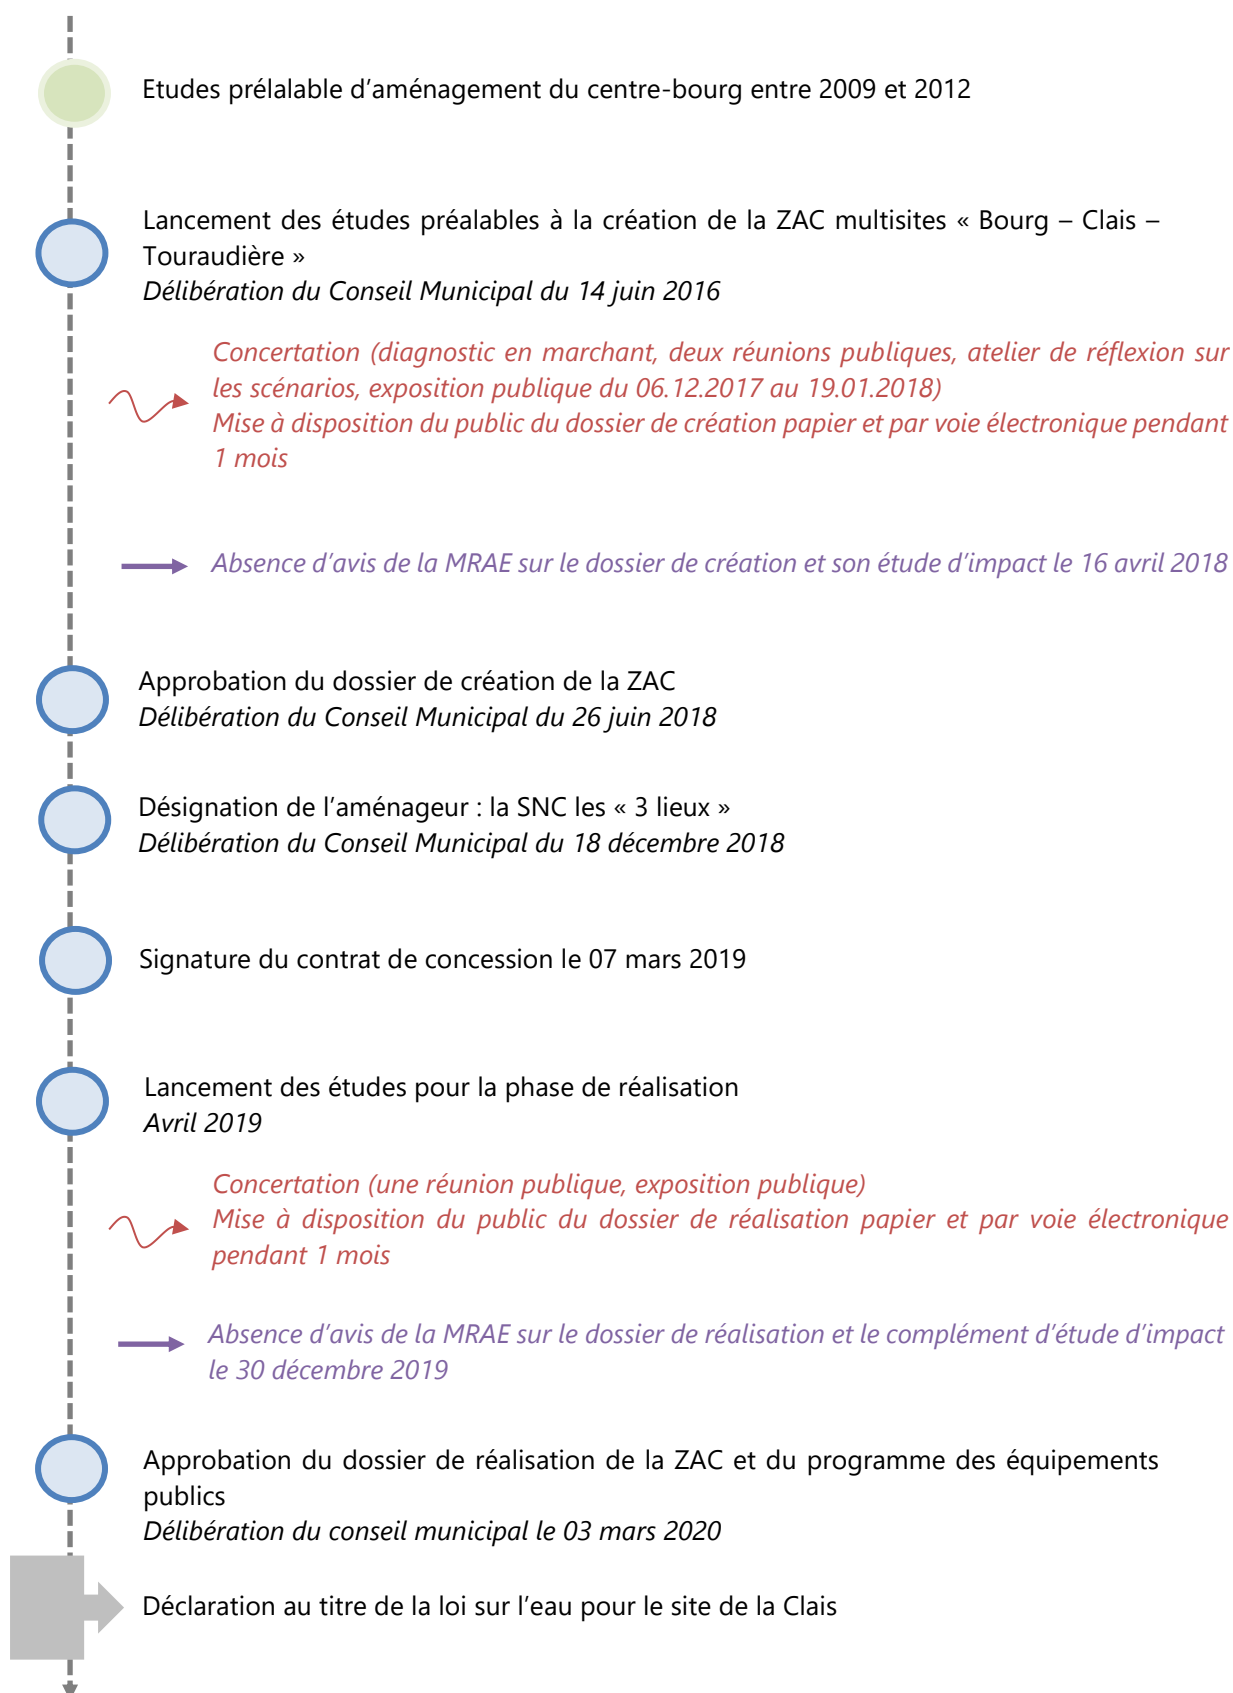 Etudes prélalable d’aménagement du centre-bourg entre 2009 et 2012
Lancement des études préalables à la création de la ZAC multisites « Bourg – Clais –
Touraudière »
Délibération du Conseil Municipal du 14 juin 2016
Concertation (diagnostic en marchant, deux réunions publiques, atelier de réflexion sur
les scénarios, exposition publique du 06.12.2017 au 19.01.2018)
Mise à disposition du public du dossier de création papier et par voie électronique pendant
1 mois
Absence d’avis de la MRAE sur le dossier de création et son étude d’impact le 16 avril 2018
Approbation du dossier de création de la ZAC
Délibération du Conseil Municipal du 26 juin 2018
Désignation de l’aménageur : la SNC les « 3 lieux »
Délibération du Conseil Municipal du 18 décembre 2018
Signature du contrat de concession le 07 mars 2019
Lancement des études pour la phase de réalisation
Avril 2019
Concertation (une réunion publique, exposition publique)
Mise à disposition du public du dossier de réalisation papier et par voie électronique
pendant 1 mois
Absence d’avis de la MRAE sur le dossier de réalisation et le complément d’étude d’impact
le 30 décembre 2019
Approbation du dossier de réalisation de la ZAC et du programme des équipements
publics
Délibération du conseil municipal le 03 mars 2020
Déclaration au titre de la loi sur l’eau pour le site de la Clais